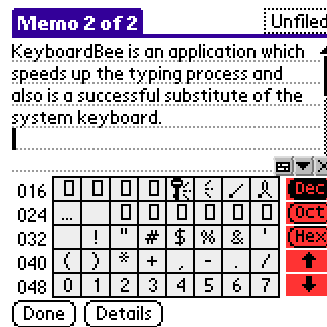 Memo 2 of 2 Unfiled
KeyboardBee is an application which
speeds up the typing process and
also is a successful substitute of the
system keyboard.
016 Dec
024 ... Oct
032 ! " # $ % & ' Hex
040 ( ) * + , - . /
048 0 1 2 3 4 5 6 7
Done Details